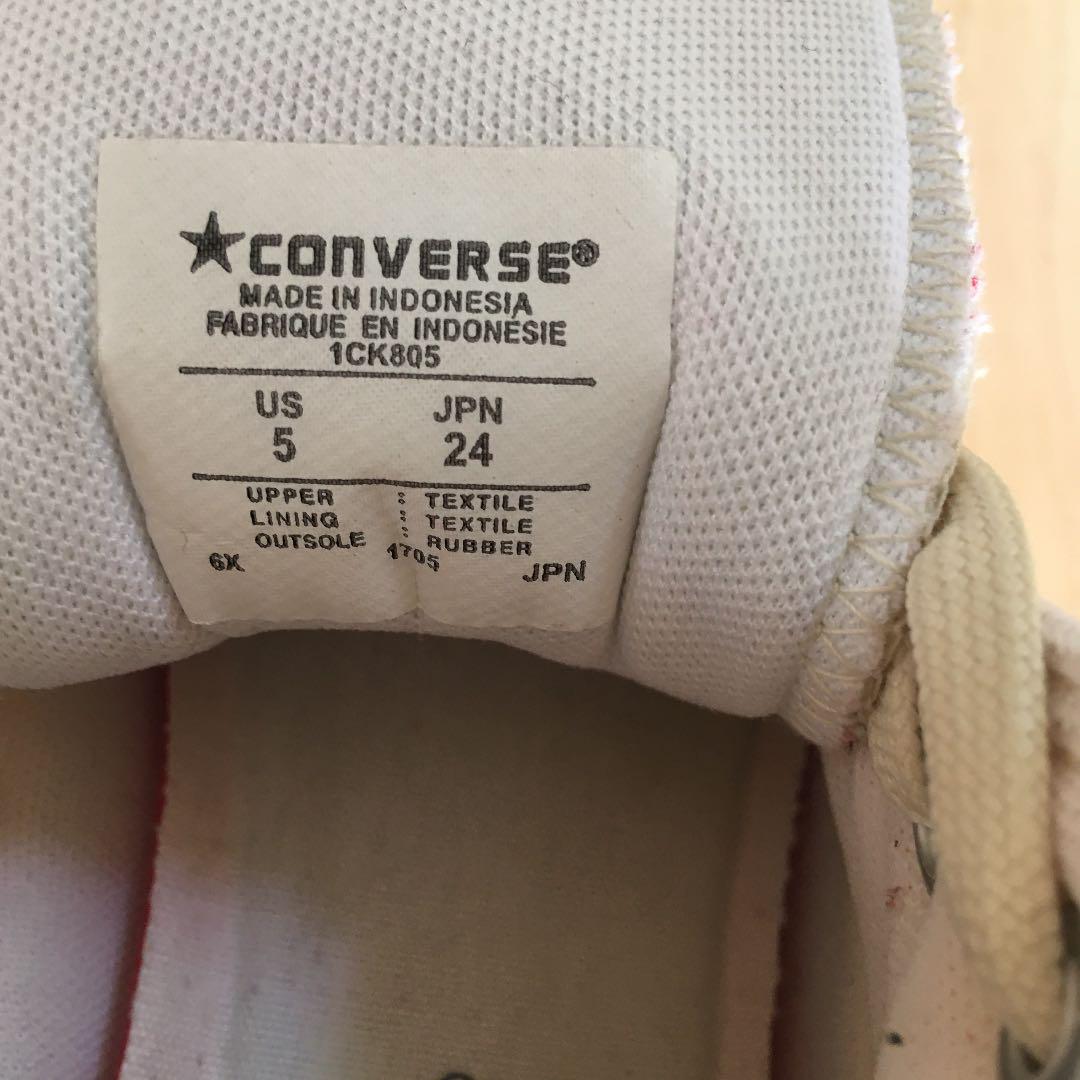 ★CONVERSE®
MADE IN INDONESIA
FABRIQUE EN INDONESIE
1CK805
US JPN
5 24
UPPER : TEXTILE
LINING : TEXTILE
OUTSOLE : RUBBER
6X 1705 JPN